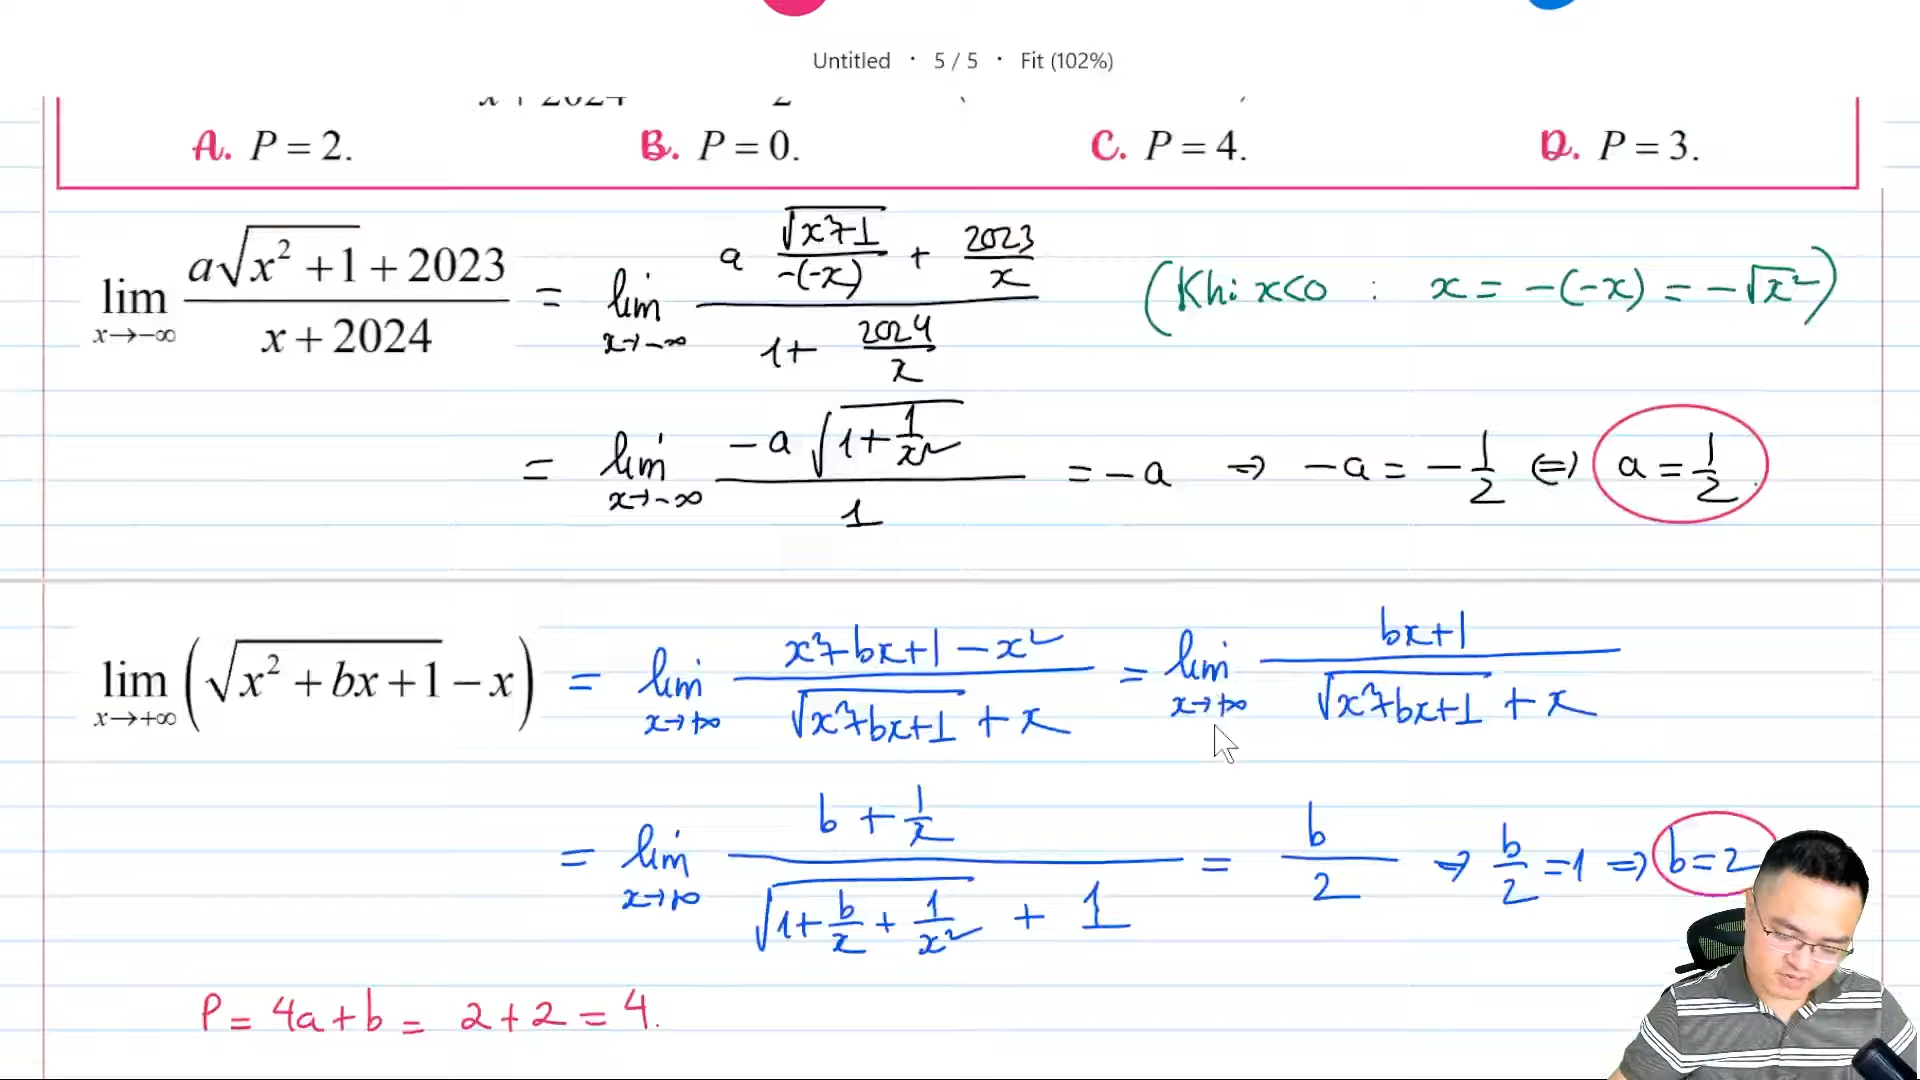 Untitled · 5 / 5 · Fit (102%)
A. P = 2. B. P = 0. C. P = 4. D. P = 3.
lim_{x→-∞} (a√(x² + 1) + 2023)/(x + 2024) = lim_{x→-∞} (a √(x²+1)/(-(-x)) + 2023/x)/(1+ 2024/x) (Khi x<0 : x = -(-x) = -√x²)
= lim_{x→-∞} (-a√(1+1/x²))/1 = -a ⇒ -a = -1/2 ⇔ a = 1/2.
lim_{x→+∞} (√(x² + bx + 1) - x) = lim_{x→+∞} (x²+bx+1-x²)/(√(x²+bx+1) + x) = lim_{x→+∞} (bx+1)/(√(x²+bx+1) + x)
= lim_{x→+∞} (b + 1/x)/(√(1+b/x+1/x²) + 1) = b/2 ⇒ b/2 = 1 ⇒ b = 2
P = 4a+b = 2+2 = 4.